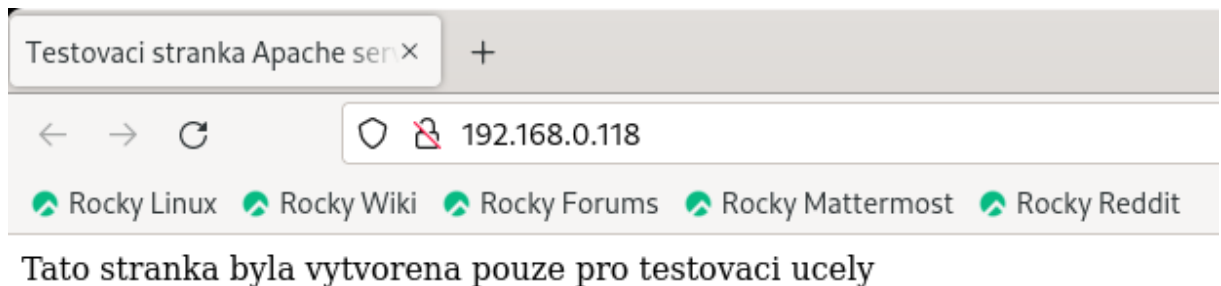 Testovaci stranka Apache ser
192.168.0.118
Rocky Linux Rocky Wiki Rocky Forums Rocky Mattermost Rocky Reddit
Tato stranka byla vytvorena pouze pro testovaci ucely